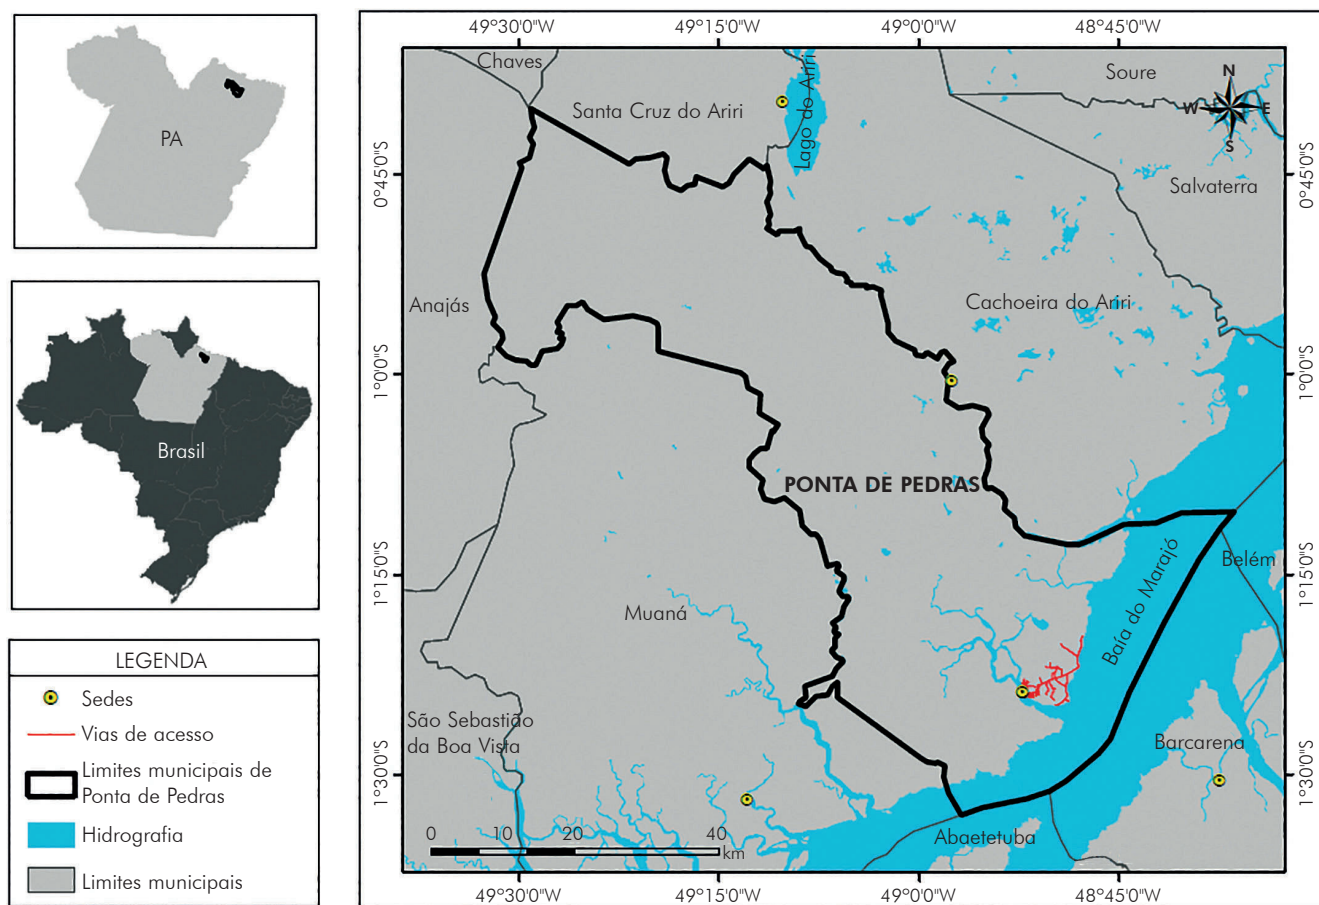 PA
Brasil
LEGENDA
Sedes
Vias de acesso
Limites municipais de
Ponta de Pedras
Hidrografia
Limites municipais
49°30'0"W
49°15'0"W
49°0'0"W
48°45'0"W
0°45'0"S
1°0'0"S
1°15'0"S
1°30'0"S
Chaves
Santa Cruz do Ariri
Lago do Ariri
Soure
N
W
E
S
Salvaterra
Anajás
Cachoeira do Ariri
PONTA DE PEDRAS
Muaná
Baía do Marajó
Belém
São Sebastião
da Boa Vista
Barcarena
Abaetetuba
0 10 20 40
km
0°45'0"S
1°0'0"S
1°15'0"S
1°30'0"S
49°30'0"W
49°15'0"W
49°0'0"W
48°45'0"W